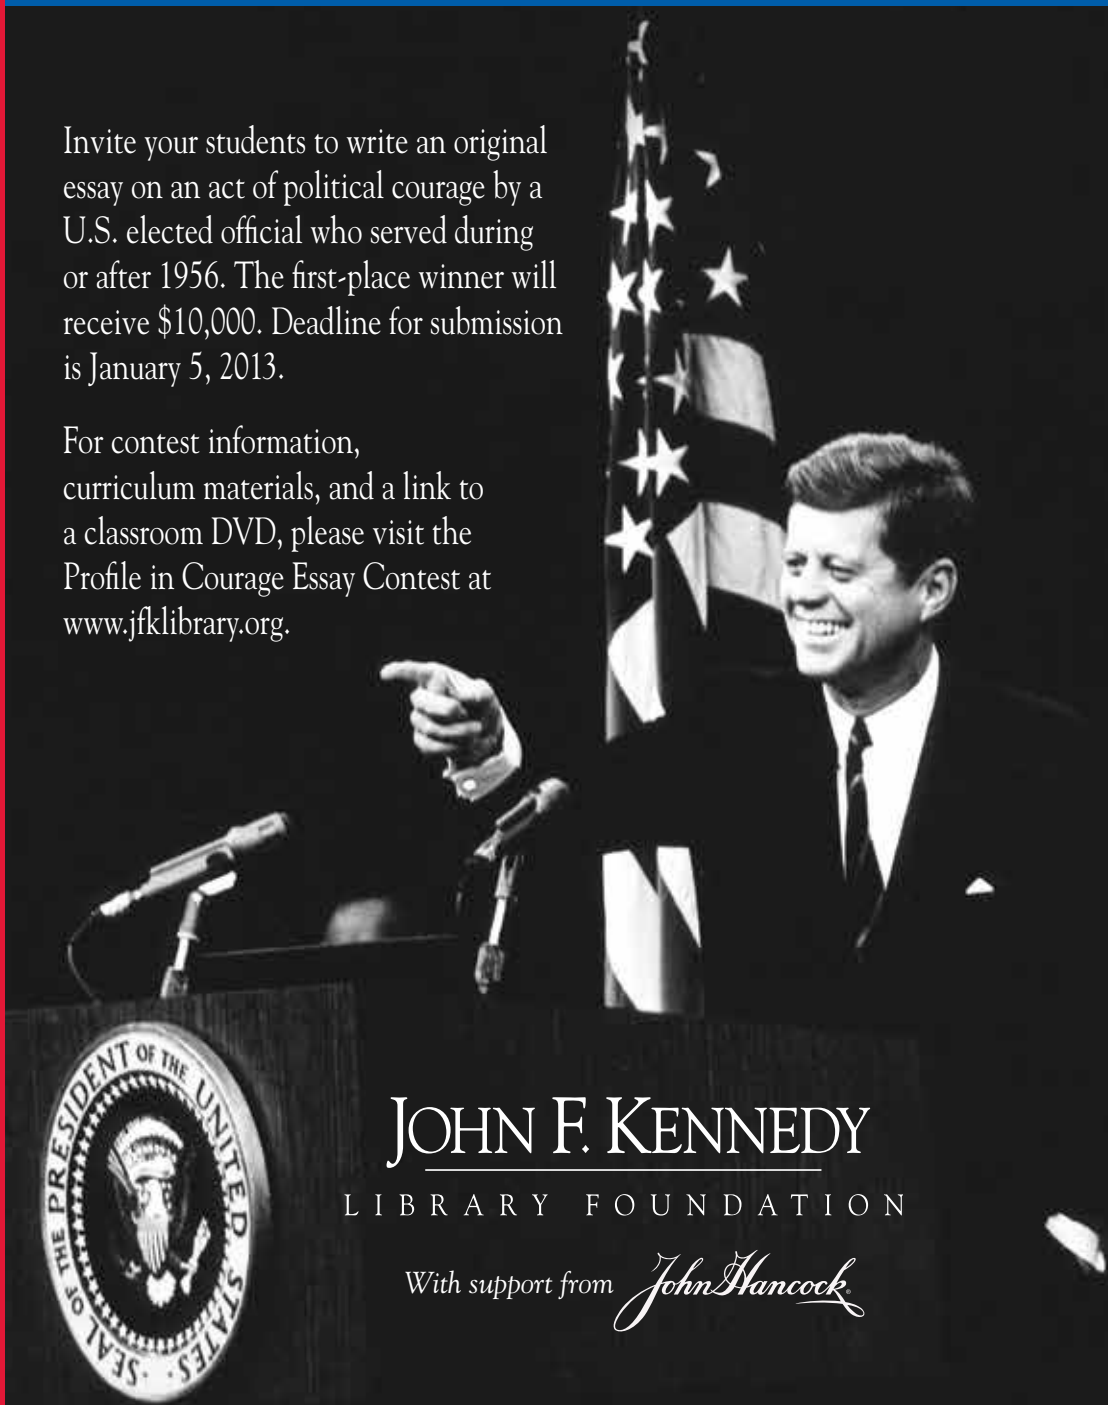 Invite your students to write an original
essay on an act of political courage by a
U.S. elected official who served during
or after 1956. The first-place winner will
receive $10,000. Deadline for submission
is January 5, 2013.
For contest information,
curriculum materials, and a link to
a classroom DVD, please visit the
Profile in Courage Essay Contest at
www.jfklibrary.org.
SEAL OF THE PRESIDENT OF THE UNITED STATES
JOHN F. KENNEDY
LIBRARY FOUNDATION
With support from John Hancock®